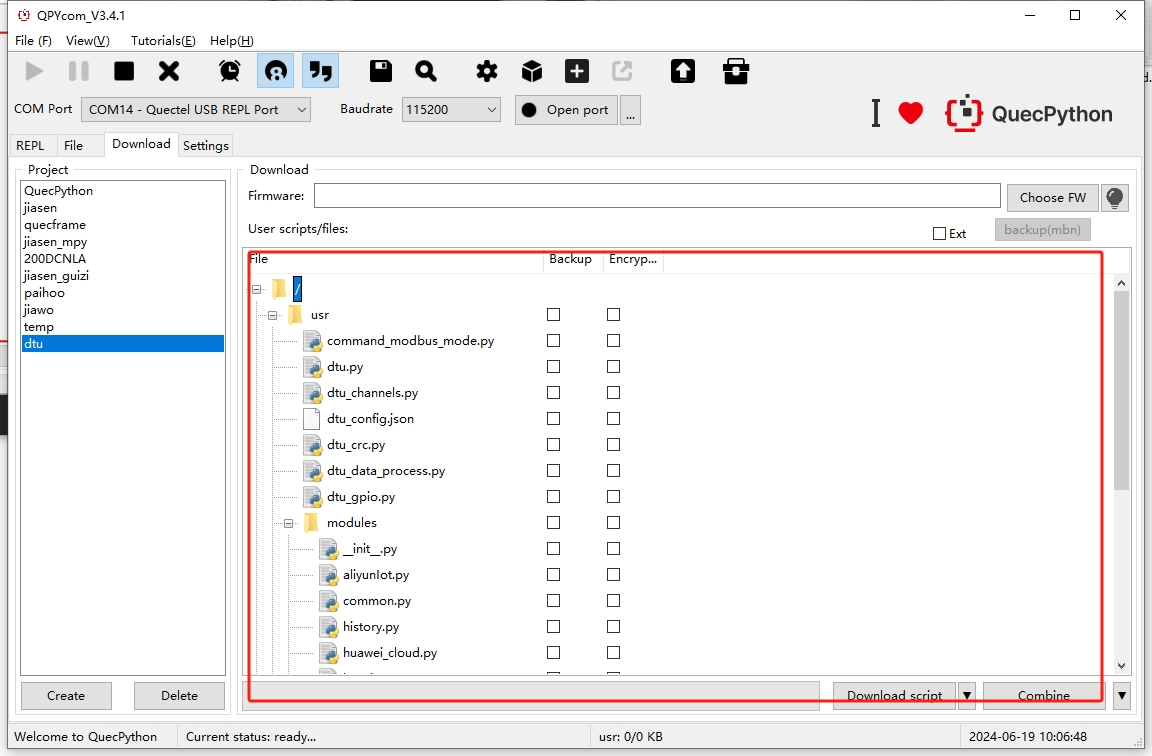 QPYcom_V3.4.1
File (F) View(V) Tutorials(E) Help(H)
COM Port COM14 - Quectel USB REPL Port Baudrate 115200 Open port ... I QuecPython
REPL File Download Settings
Project
QuecPython
jiasen
quecframe
jiasen_mpy
200DCNLA
jiasen_guizi
paihoo
jiawo
temp
dtu
Create Delete
Download
Firmware: Choose FW
User scripts/files: Ext backup(mbn)
File Backup Encryp...
/
usr
command_modbus_mode.py
dtu.py
dtu_channels.py
dtu_config.json
dtu_crc.py
dtu_data_process.py
dtu_gpio.py
modules
__init__.py
aliyunIot.py
common.py
history.py
huawei_cloud.py
Download script Combine
Welcome to QuecPython Current status: ready... usr: 0/0 KB 2024-06-19 10:06:48